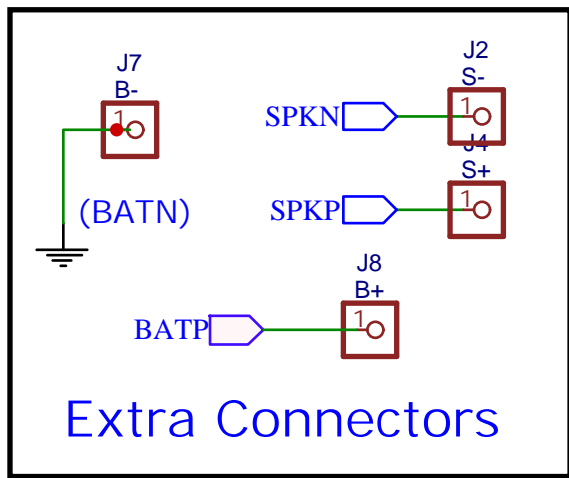 J7
B-
1
J2
S-
SPKN
1
J4
S+
SPKP
1
(BATN)
J8
B+
BATP
1
Extra Connectors